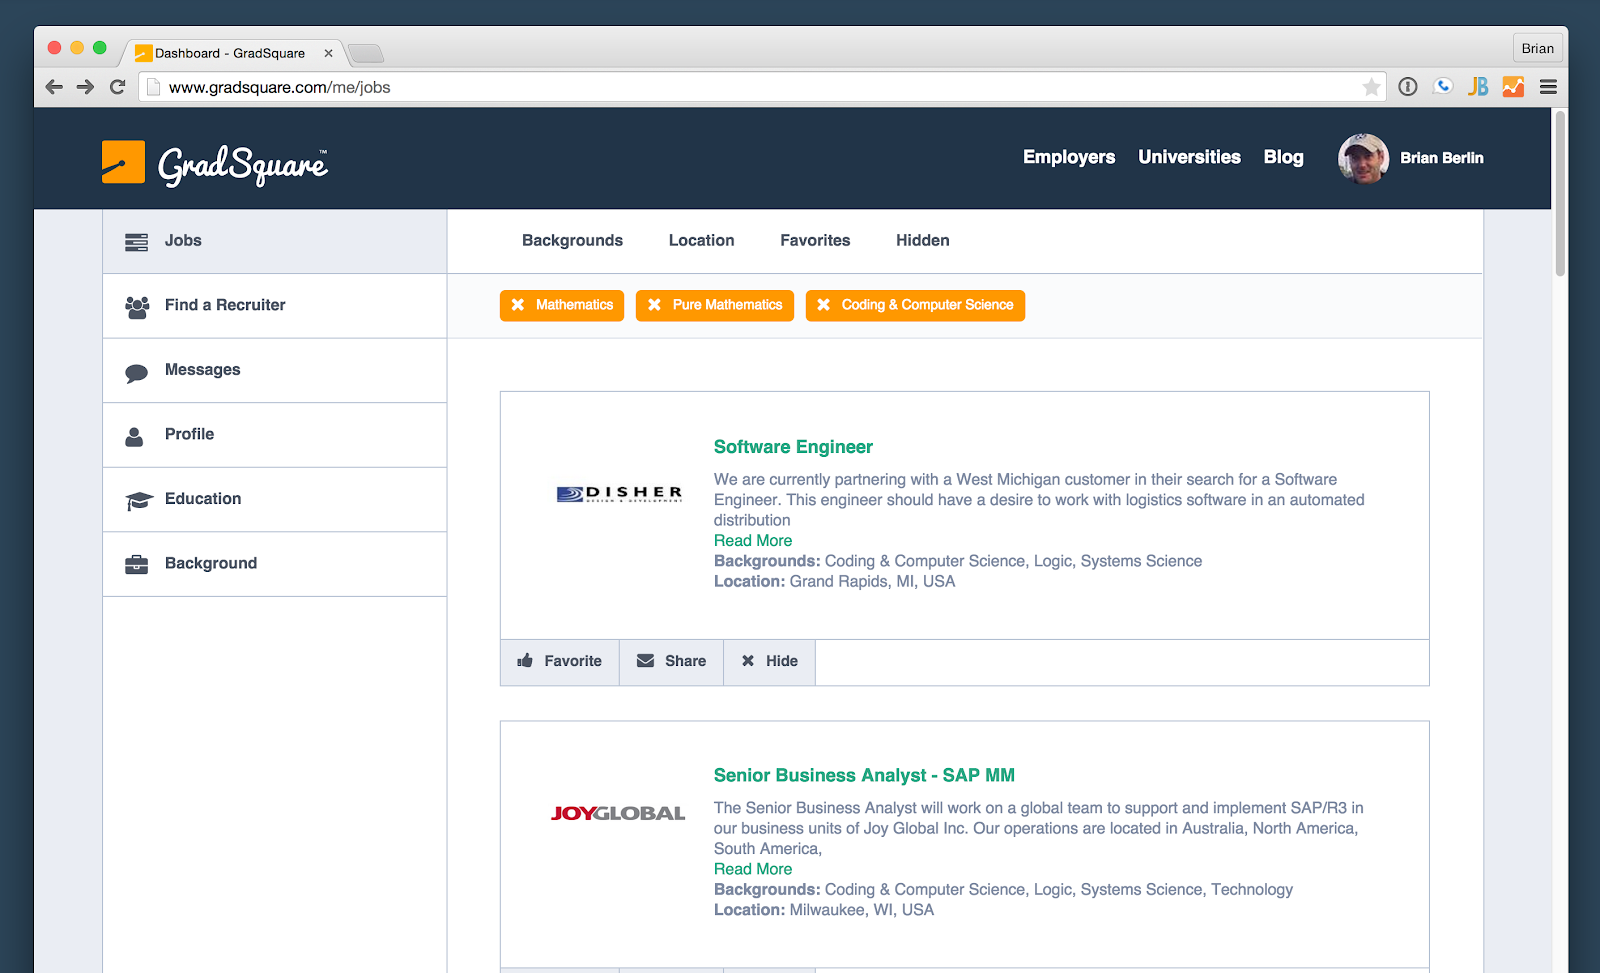 Dashboard - GradSquare
Brian
www.gradsquare.com/me/jobs
JB
GradSquare™
Employers Universities Blog Brian Berlin
Jobs
Find a Recruiter
Messages
Profile
Education
Background
Backgrounds Location Favorites Hidden
Mathematics Pure Mathematics Coding & Computer Science
DISHER
DESIGN & DEVELOPMENT
Software Engineer
We are currently partnering with a West Michigan customer in their search for a Software
Engineer. This engineer should have a desire to work with logistics software in an automated
distribution
Read More
Backgrounds: Coding & Computer Science, Logic, Systems Science
Location: Grand Rapids, MI, USA
Favorite Share Hide
JOYGLOBAL
Senior Business Analyst - SAP MM
The Senior Business Analyst will work on a global team to support and implement SAP/R3 in
our business units of Joy Global Inc. Our operations are located in Australia, North America,
South America,
Read More
Backgrounds: Coding & Computer Science, Logic, Systems Science, Technology
Location: Milwaukee, WI, USA